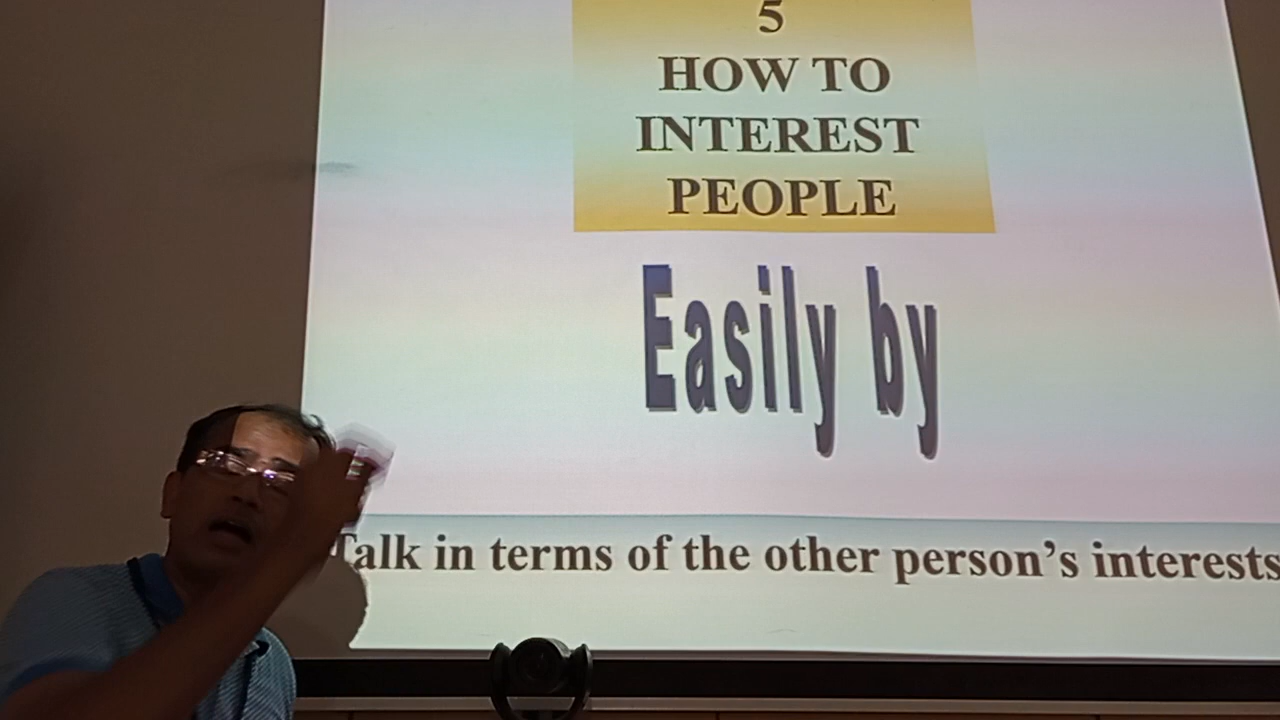 5
HOW TO
INTEREST
PEOPLE
Easily by
Talk in terms of the other person’s interests